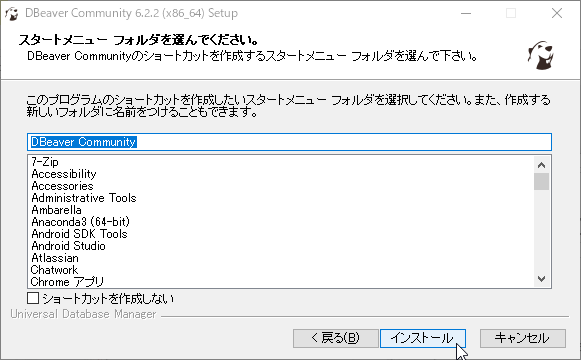 DBeaver Community 6.2.2 (x86_64) Setup
スタートメニュー フォルダを選んでください。
DBeaver Communityのショートカットを作成するスタートメニュー フォルダを選んで下さい。
このプログラムのショートカットを作成したいスタートメニュー フォルダを選択してください。また、作成する
新しいフォルダに名前をつけることもできます。
DBeaver Community
7-Zip
Accessibility
Accessories
Administrative Tools
Ambarella
Anaconda3 (64-bit)
Android SDK Tools
Android Studio
Atlassian
Chatwork
Chrome アプリ
ショートカットを作成しない
Universal Database Manager
< 戻る(B)
インストール
キャンセル